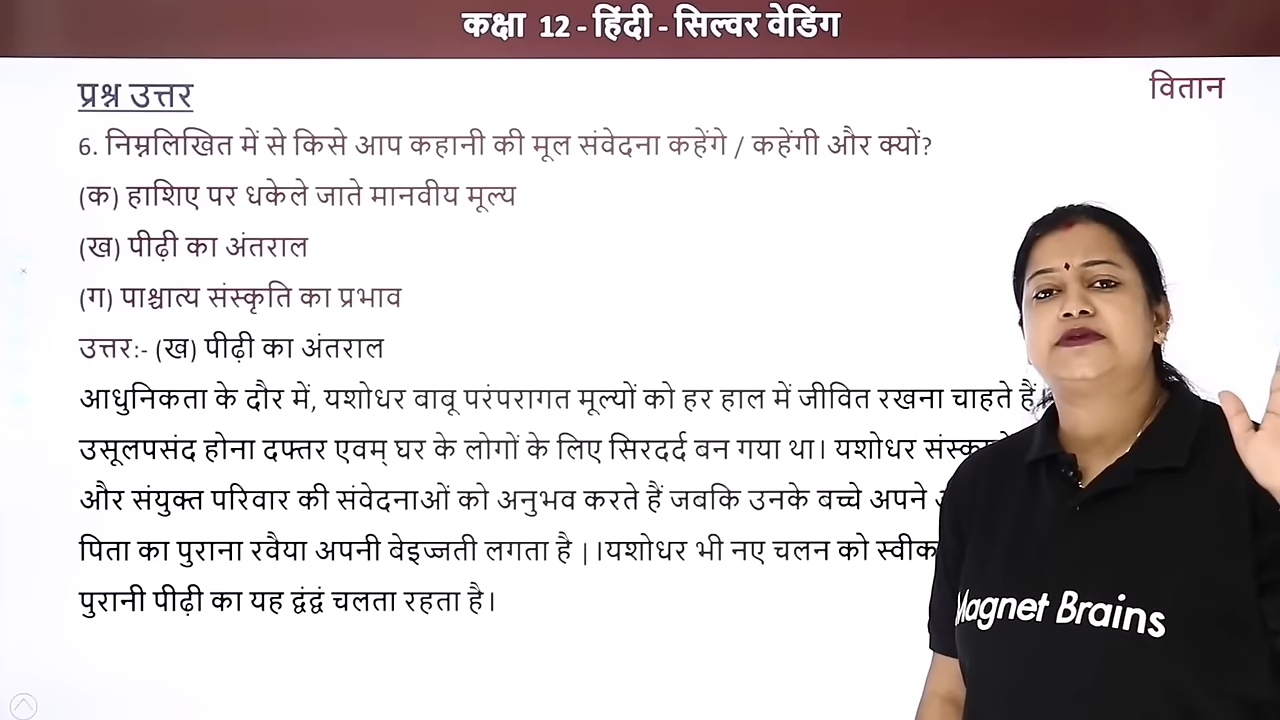 कक्षा 12 - हिंदी - सिल्वर वेडिंग
प्रश्न उत्तर
वितान
6. निम्नलिखित में से किसे आप कहानी की मूल संवेदना कहेंगे / कहेंगी और क्यों?
(क) हाशिए पर धकेले जाते मानवीय मूल्य
(ख) पीढ़ी का अंतराल
(ग) पाश्चात्य संस्कृति का प्रभाव
उत्तर:- (ख) पीढ़ी का अंतराल
आधुनिकता के दौर में, यशोधर वावू परंपरागत मूल्यों को हर हाल में जीवित रखना चाहते हैं
उसूलपसंद होना दफ्तर एवम् घर के लोगों के लिए सिरदर्द बन गया था। यशोधर
और संयुक्त परिवार की संवेदनाओं को अनुभव करते हैं जबकि उनके बच्चे अपने
पिता का पुराना रवैया अपनी वेइज्जती लगता है | ।यशोधर भी नए चलन को
पुरानी पीढ़ी का यह द्वंद्वं चलता रहता है।
Magnet Brains